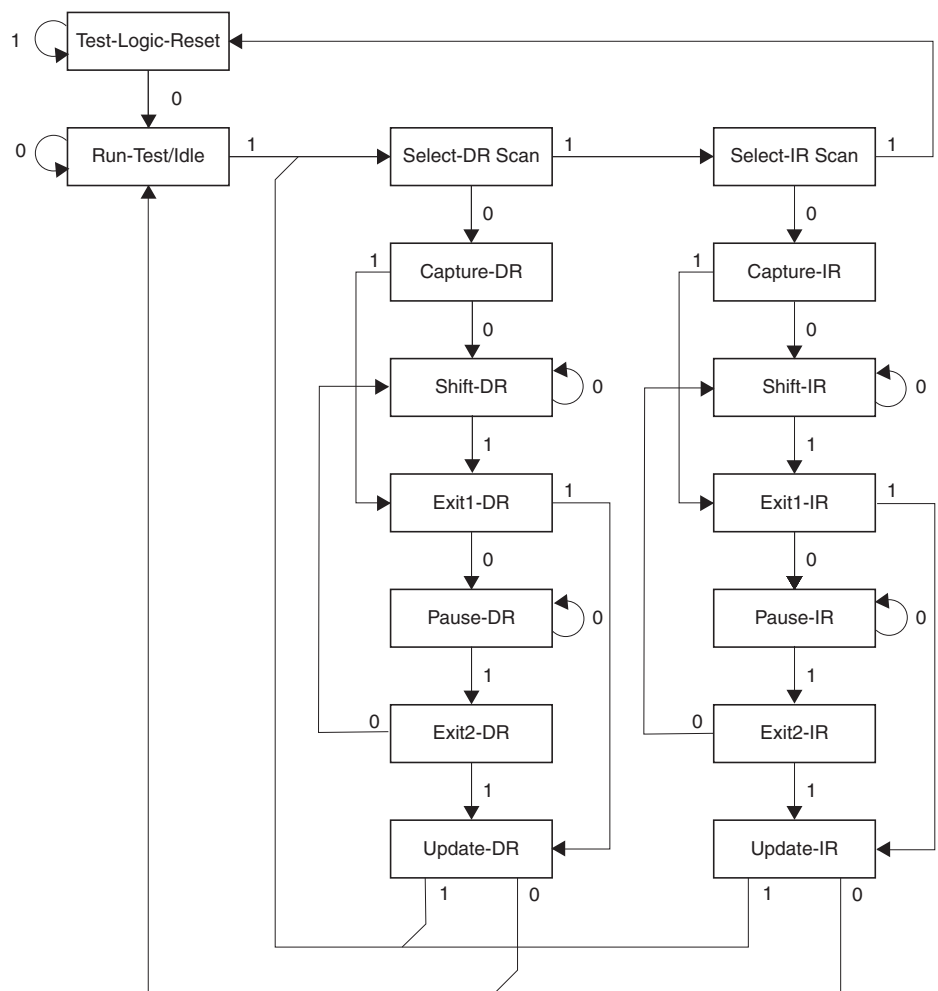 Test-Logic-Reset
1
0
Run-Test/Idle
0
1
Select-DR Scan
1
Select-IR Scan
1
0
0
1
Capture-DR
1
Capture-IR
0
0
Shift-DR
0
Shift-IR
0
1
1
Exit1-DR
1
Exit1-IR
1
0
0
Pause-DR
0
Pause-IR
0
1
1
0
Exit2-DR
0
Exit2-IR
1
1
Update-DR
Update-IR
1
0
1
0